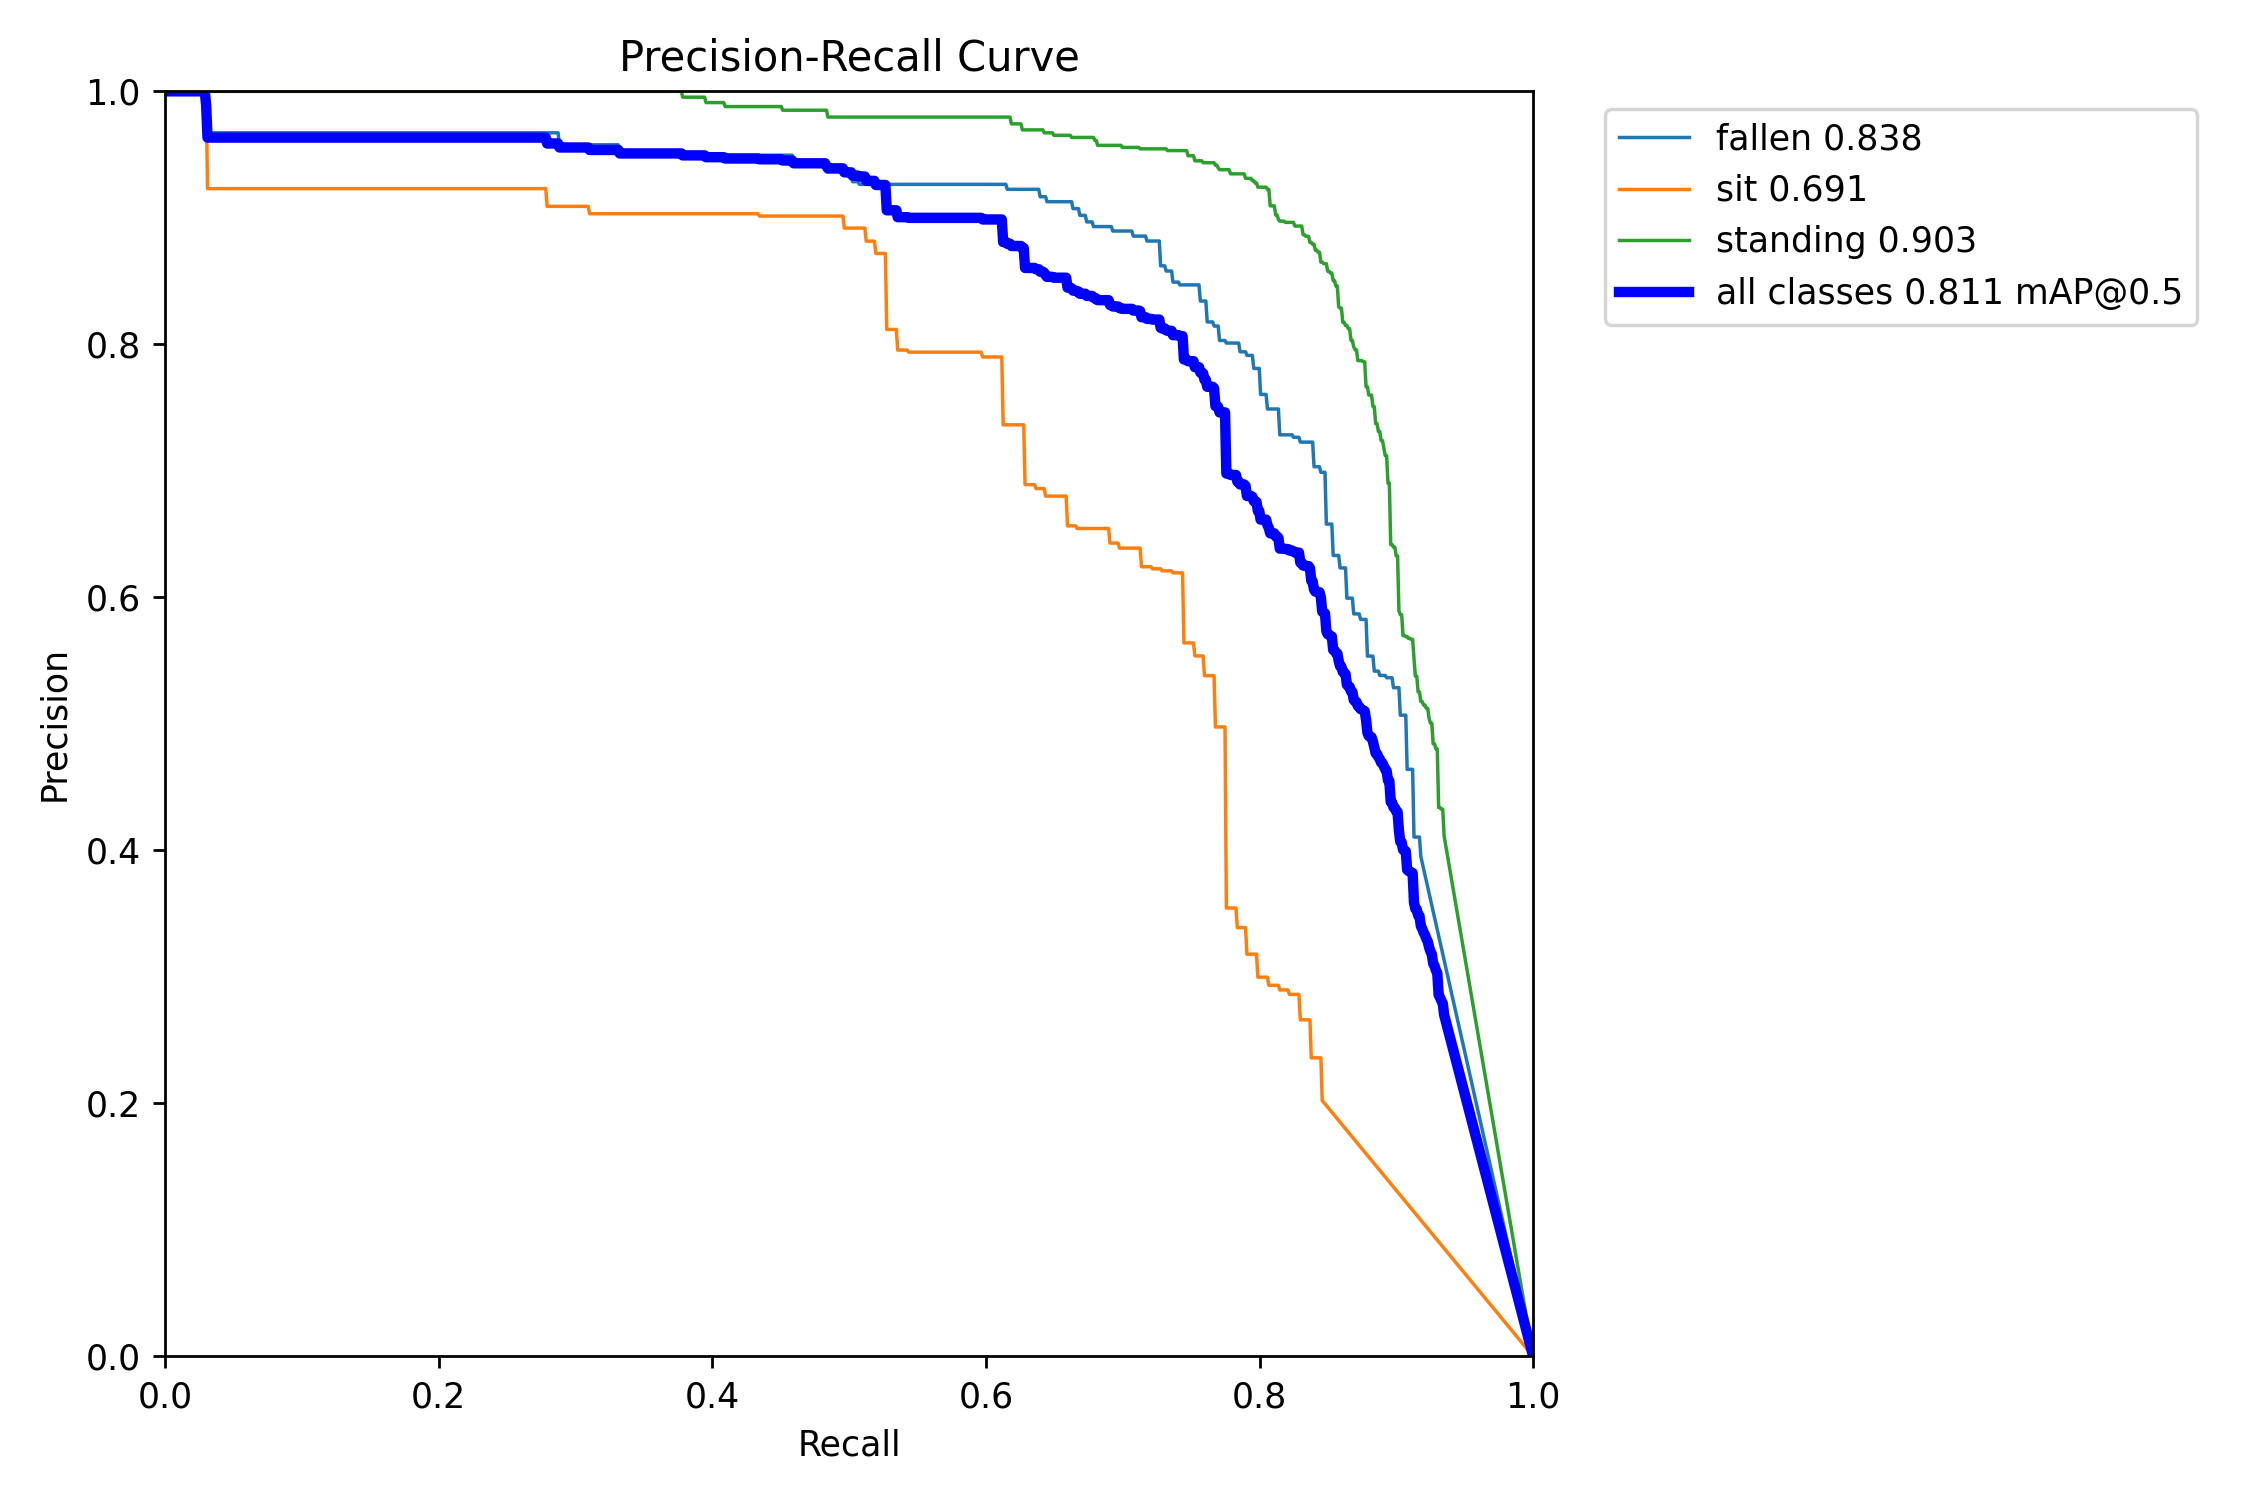 Precision-Recall Curve
1.0
0.8
0.6
0.4
0.2
0.0
Precision
0.0 0.2 0.4 0.6 0.8 1.0
Recall
fallen 0.838
sit 0.691
standing 0.903
all classes 0.811 mAP@0.5